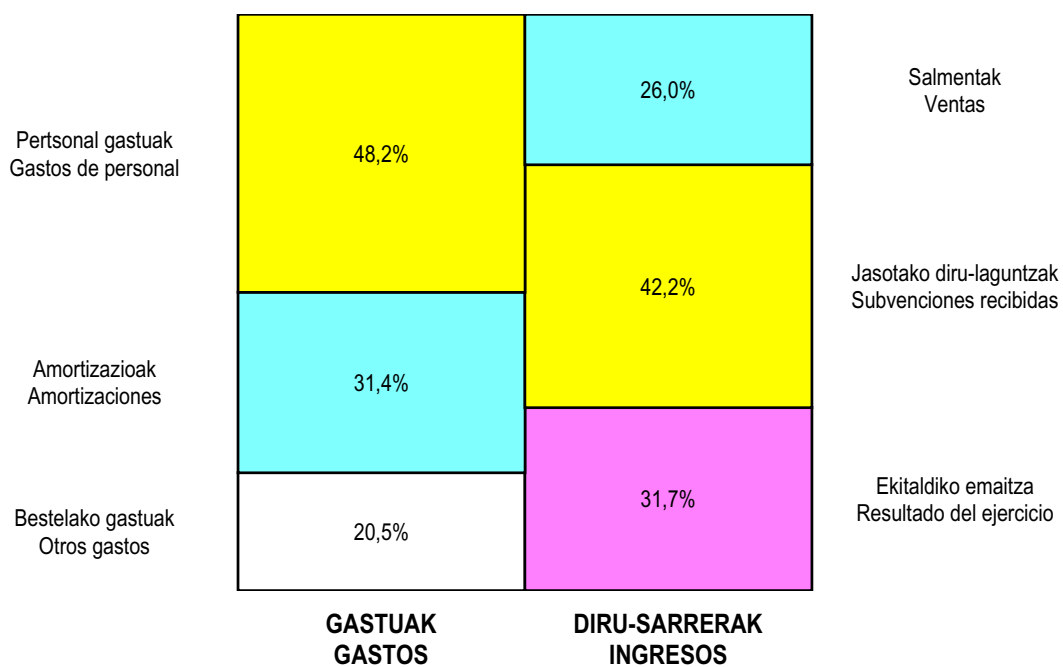 Pertsonal gastuak
Gastos de personal
48,2%
26,0%
Salmentak
Ventas
Amortizazioak
Amortizaciones
31,4%
42,2%
Jasotako diru-laguntzak
Subvenciones recibidas
Bestelako gastuak
Otros gastos
20,5%
31,7%
Ekitaldiko emaitza
Resultado del ejercicio
GASTUAK
GASTOS
DIRU-SARRERAK
INGRESOS